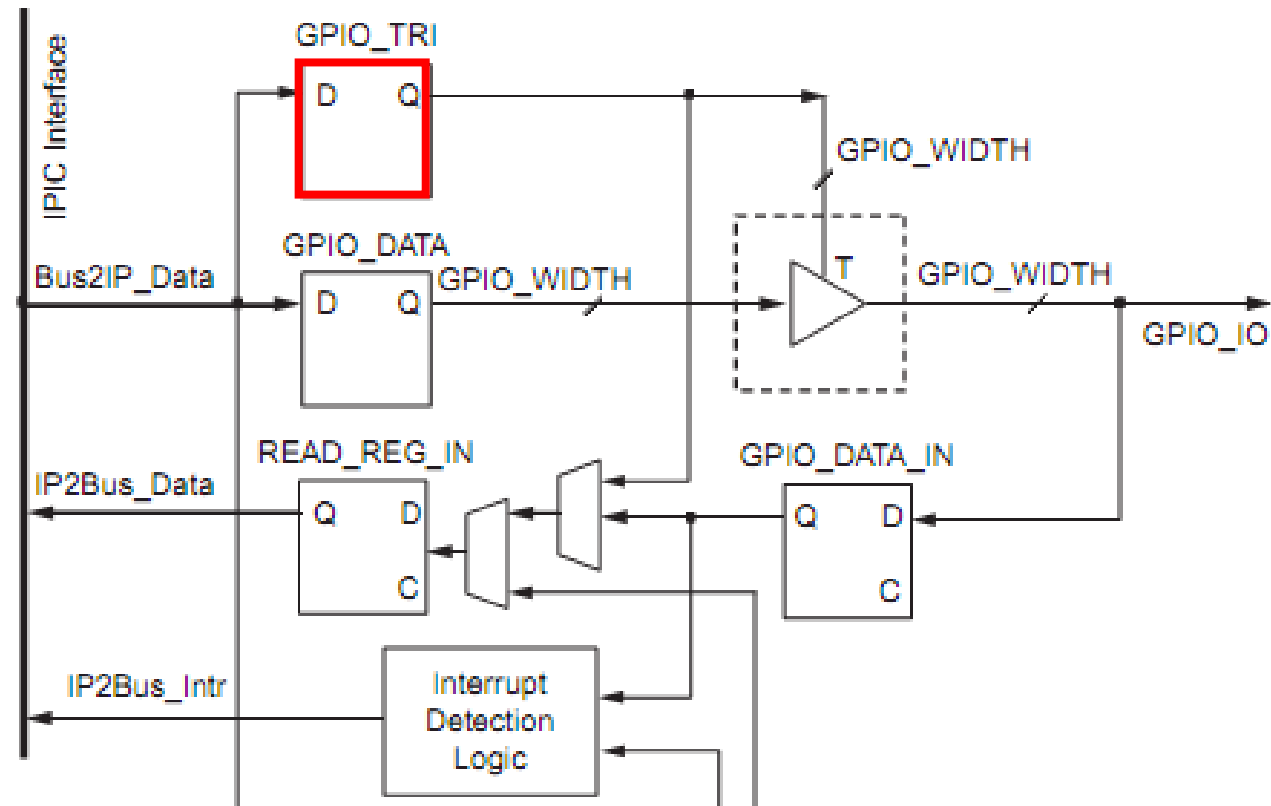 IPIC Interface
GPIO_TRI
D Q
GPIO_WIDTH
GPIO_DATA
Bus2IP_Data
D Q
GPIO_WIDTH
T
GPIO_WIDTH
GPIO_IO
READ_REG_IN
GPIO_DATA_IN
IP2Bus_Data
Q D
C
Q D
C
IP2Bus_Intr
Interrupt
Detection
Logic